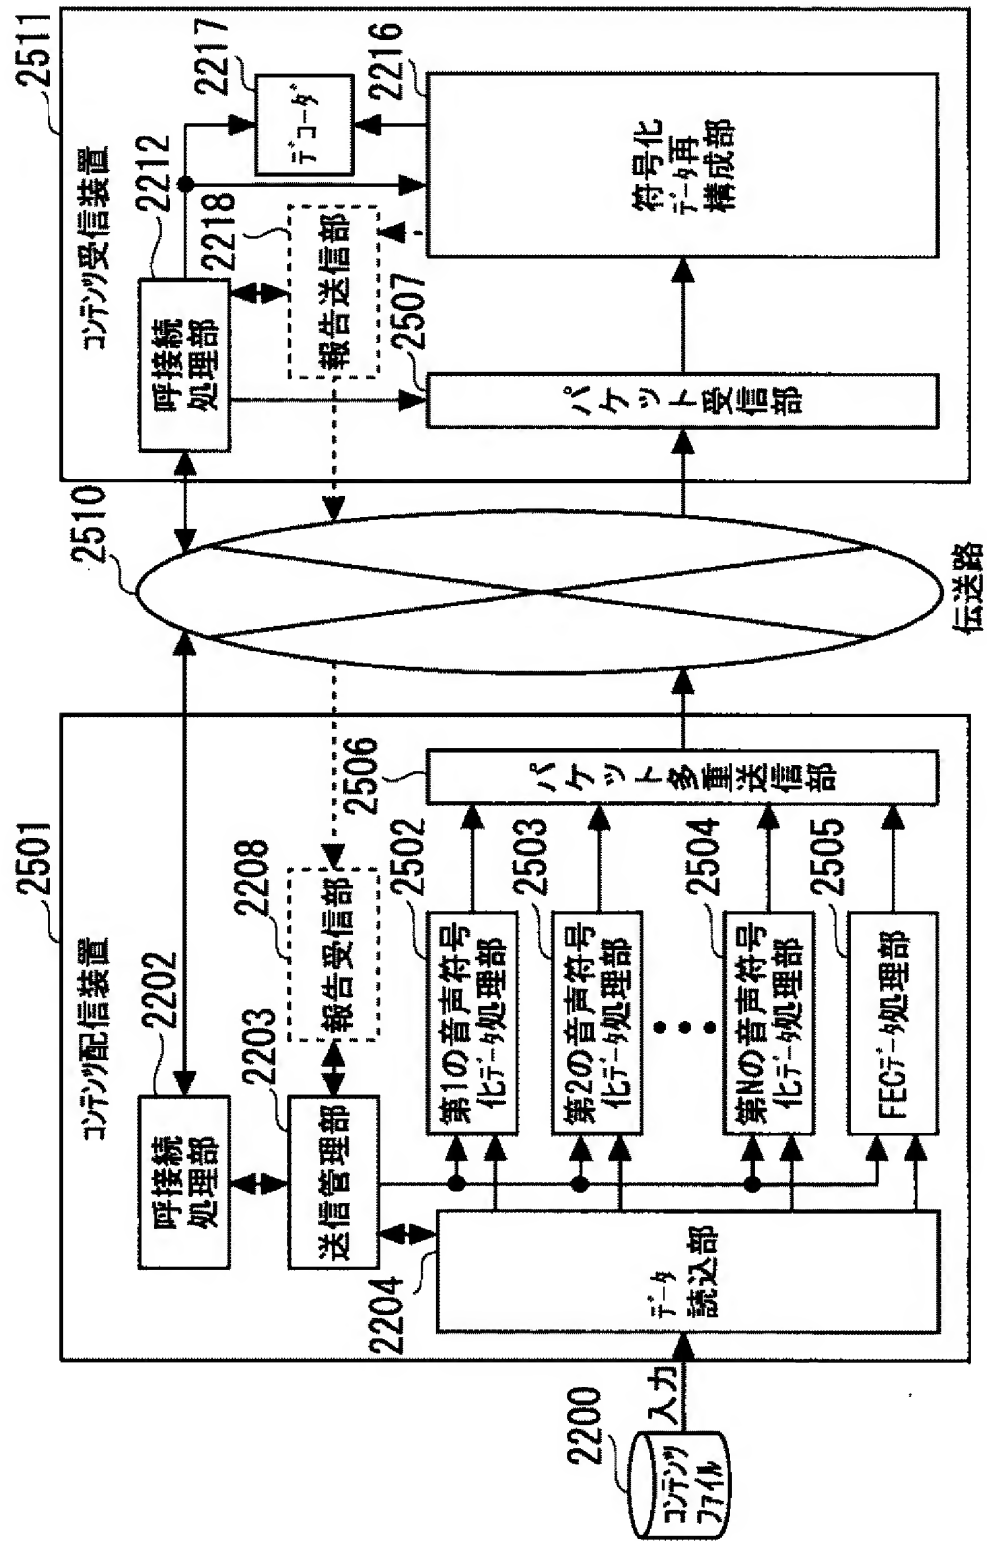 2501
コンテンツ配信装置
2202
呼接続
処理部
2203
送信管理部
2208
報告受信部
2204
データ
読込部
2200
コンテンツ
ファイル
入力
2502
第1の音声符号
化データ処理部
2503
第2の音声符号
化データ処理部
2504
第Nの音声符号
化データ処理部
2505
FECデータ処理部
2506
パケット多重送信部
2510
伝送路
2511
コンテンツ受信装置
2212
呼接続
処理部
2218
報告送信部
2217
デコーダ
2507
パケット受信部
2216
符号化
データ再
構成部